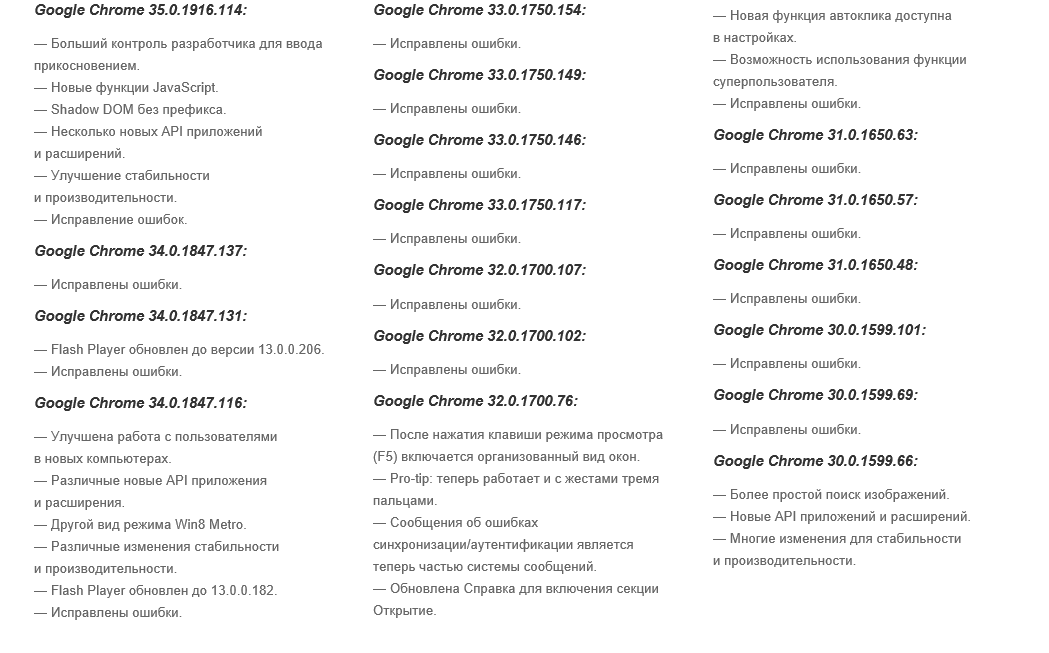 Google Chrome 35.0.1916.114:
— Больший контроль разработчика для ввода
прикосновением.
— Новые функции JavaScript.
— Shadow DOM без префикса.
— Несколько новых API приложений
и расширений.
— Улучшение стабильности
и производительности.
— Исправление ошибок.
Google Chrome 34.0.1847.137:
— Исправлены ошибки.
Google Chrome 34.0.1847.131:
— Flash Player обновлен до версии 13.0.0.206.
— Исправлены ошибки.
Google Chrome 34.0.1847.116:
— Улучшена работа с пользователями
в новых компьютерах.
— Различные новые API приложения
и расширения.
— Другой вид режима Win8 Metro.
— Различные изменения стабильности
и производительности.
— Flash Player обновлен до 13.0.0.182.
— Исправлены ошибки.
Google Chrome 33.0.1750.154:
— Исправлены ошибки.
Google Chrome 33.0.1750.149:
— Исправлены ошибки.
Google Chrome 33.0.1750.146:
— Исправлены ошибки.
Google Chrome 33.0.1750.117:
— Исправлены ошибки.
Google Chrome 32.0.1700.107:
— Исправлены ошибки.
Google Chrome 32.0.1700.102:
— Исправлены ошибки.
Google Chrome 32.0.1700.76:
— После нажатия клавиши режима просмотра
(F5) включается организованный вид окон.
— Pro-tip: теперь работает и с жестами тремя
пальцами.
— Сообщения об ошибках
синхронизации/аутентификации является
теперь частью системы сообщений.
— Обновлена Справка для включения секции
Открытие.
— Новая функция автоклика доступна
в настройках.
— Возможность использования функции
суперпользователя.
— Исправлены ошибки.
Google Chrome 31.0.1650.63:
— Исправлены ошибки.
Google Chrome 31.0.1650.57:
— Исправлены ошибки.
Google Chrome 31.0.1650.48:
— Исправлены ошибки.
Google Chrome 30.0.1599.101:
— Исправлены ошибки.
Google Chrome 30.0.1599.69:
— Исправлены ошибки.
Google Chrome 30.0.1599.66:
— Более простой поиск изображений.
— Новые API приложений и расширений.
— Многие изменения для стабильности
и производительности.